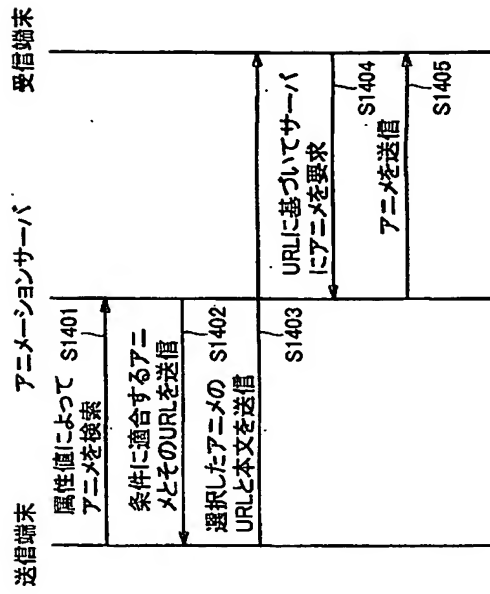 送信端末
アニメーションサーバ
受信端末
属性値によって
アニメを検索
S1401
条件に適合するアニ
メとそのURLを送信
S1402
選択したアニメの
URLと本文を送信
S1403
URLに基づいてサーバ
にアニメを要求
S1404
アニメを送信
S1405